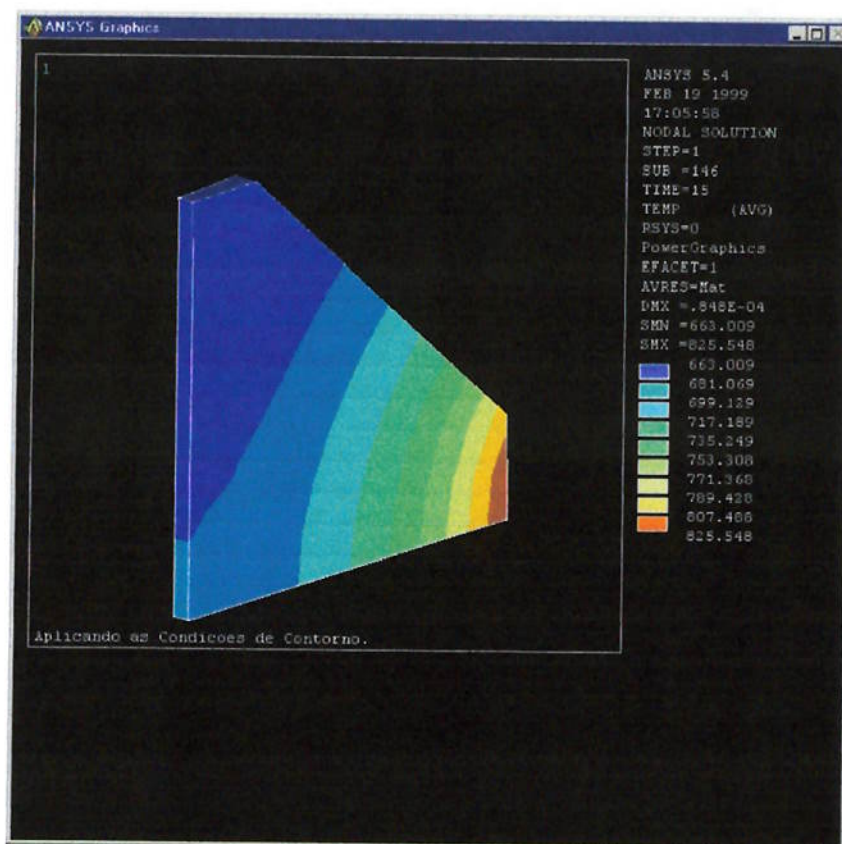 ANSYS Graphics
1
ANSYS 5.4
FEB 19 1999
17:05:58
NODAL SOLUTION
STEP=1
SUB =146
TIME=15
TEMP (AVG)
RSYS=0
PowerGraphics
EFACET=1
AVRES=Mat
DMX =.848E-04
SMN =663.009
SMX =825.548
663.009
681.069
699.129
717.189
735.249
753.308
771.368
789.428
807.488
825.548
Aplicando as Condicoes de Contorno.